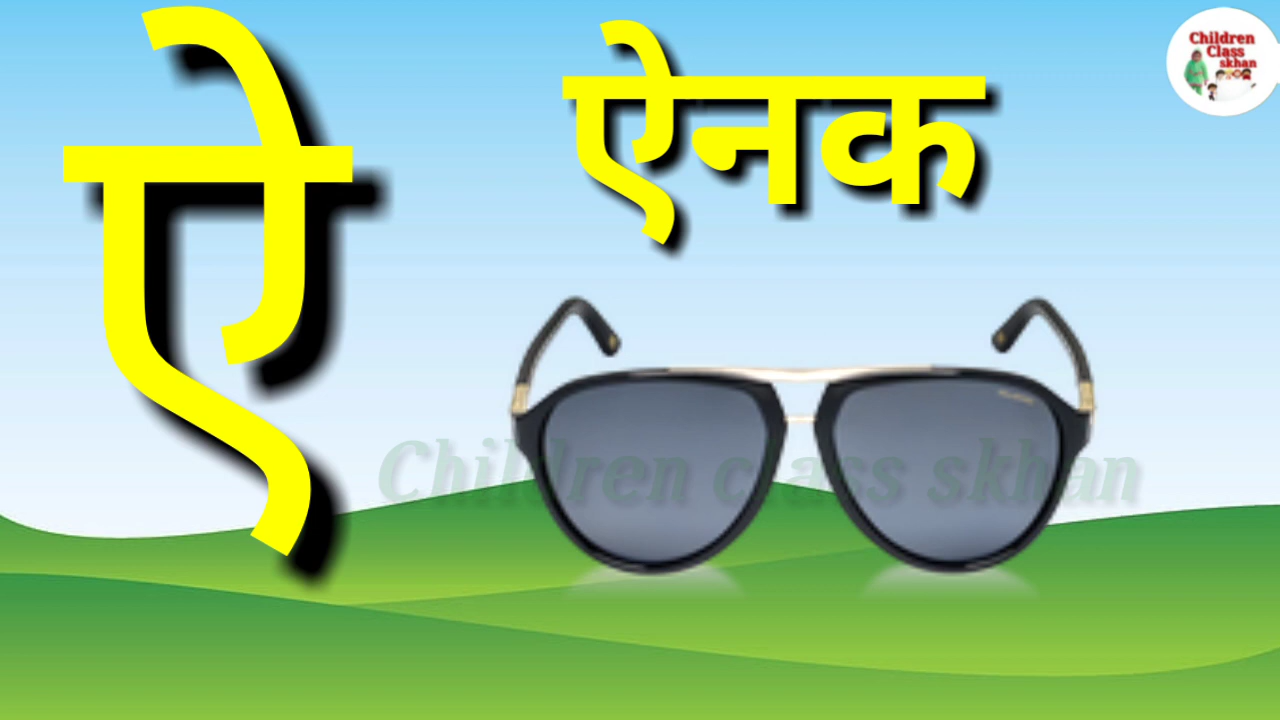 ऐ
ऐनक
Children
Class
skhan
Children class skhan